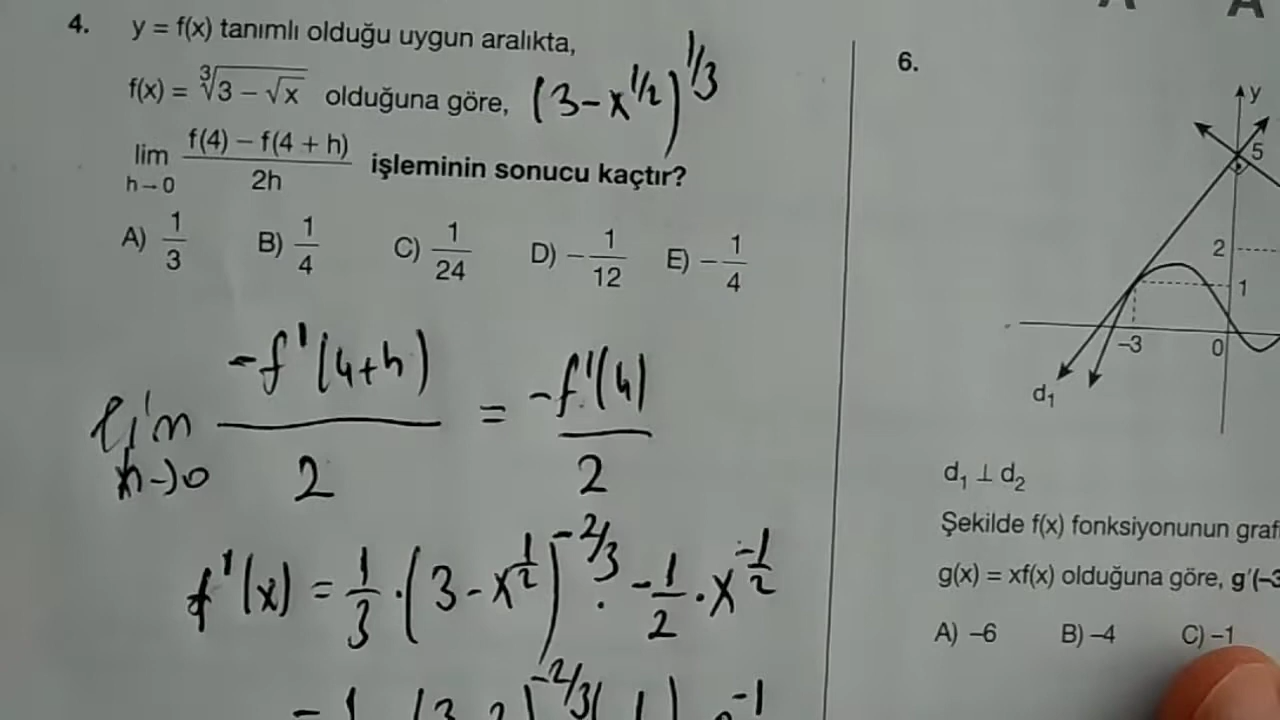 4. y = f(x) tanımlı olduğu uygun aralıkta,
f(x) = ∛(3 − √x) olduğuna göre, (3-x^1/2)^1/3
lim h→0 (f(4) − f(4 + h))/2h işleminin sonucu kaçtır?
A) 1/3 B) 1/4 C) 1/24 D) −1/12 E) −1/4
lim h→0 -f'(4+h)/2 = -f'(4)/2
f'(x) = 1/3 · (3-x^1/2)^-2/3 · -1/2 · x^-1/2
6.
y
5
2
1
-3
0
d₁
d₁ ⊥ d₂
Şekilde f(x) fonksiyonunun
g(x) = xf(x) olduğuna göre, g′(–3
A) –6 B) –4 C) –1